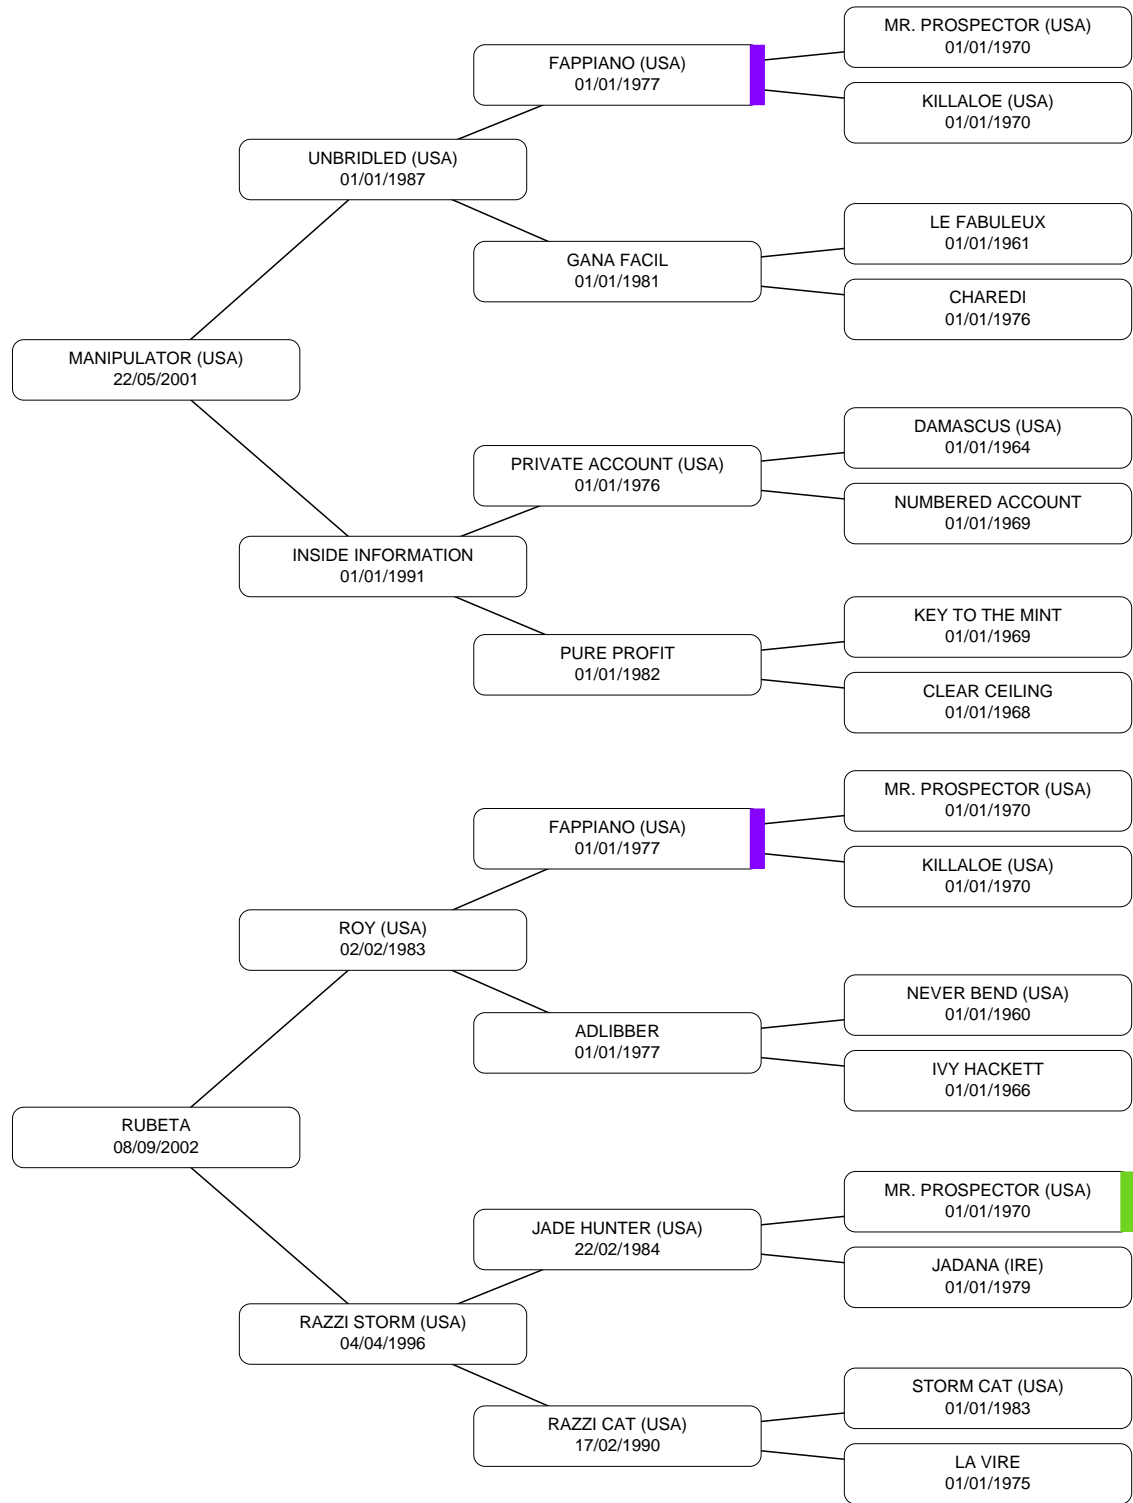 MR. PROSPECTOR (USA)
01/01/1970
FAPPIANO (USA)
01/01/1977
KILLALOE (USA)
01/01/1970
UNBRIDLED (USA)
01/01/1987
LE FABULEUX
01/01/1961
GANA FACIL
01/01/1981
CHAREDI
01/01/1976
MANIPULATOR (USA)
22/05/2001
DAMASCUS (USA)
01/01/1964
PRIVATE ACCOUNT (USA)
01/01/1976
NUMBERED ACCOUNT
01/01/1969
INSIDE INFORMATION
01/01/1991
KEY TO THE MINT
01/01/1969
PURE PROFIT
01/01/1982
CLEAR CEILING
01/01/1968
MR. PROSPECTOR (USA)
01/01/1970
FAPPIANO (USA)
01/01/1977
KILLALOE (USA)
01/01/1970
ROY (USA)
02/02/1983
NEVER BEND (USA)
01/01/1960
ADLIBBER
01/01/1977
IVY HACKETT
01/01/1966
RUBETA
08/09/2002
MR. PROSPECTOR (USA)
01/01/1970
JADE HUNTER (USA)
22/02/1984
JADANA (IRE)
01/01/1979
RAZZI STORM (USA)
04/04/1996
STORM CAT (USA)
01/01/1983
RAZZI CAT (USA)
17/02/1990
LA VIRE
01/01/1975